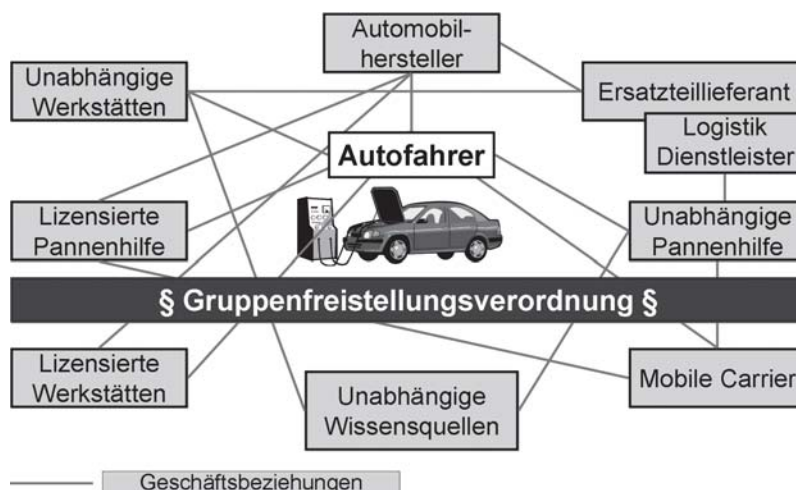 Automobil-
hersteller
Unabhängige
Werkstätten
Ersatzteillieferant
Logistik
Dienstleister
Autofahrer
Lizensierte
Pannenhilfe
Unabhängige
Pannenhilfe
§ Gruppenfreistellungsverordnung §
Lizensierte
Werkstätten
Unabhängige
Wissensquellen
Mobile Carrier
Geschäftsbeziehungen